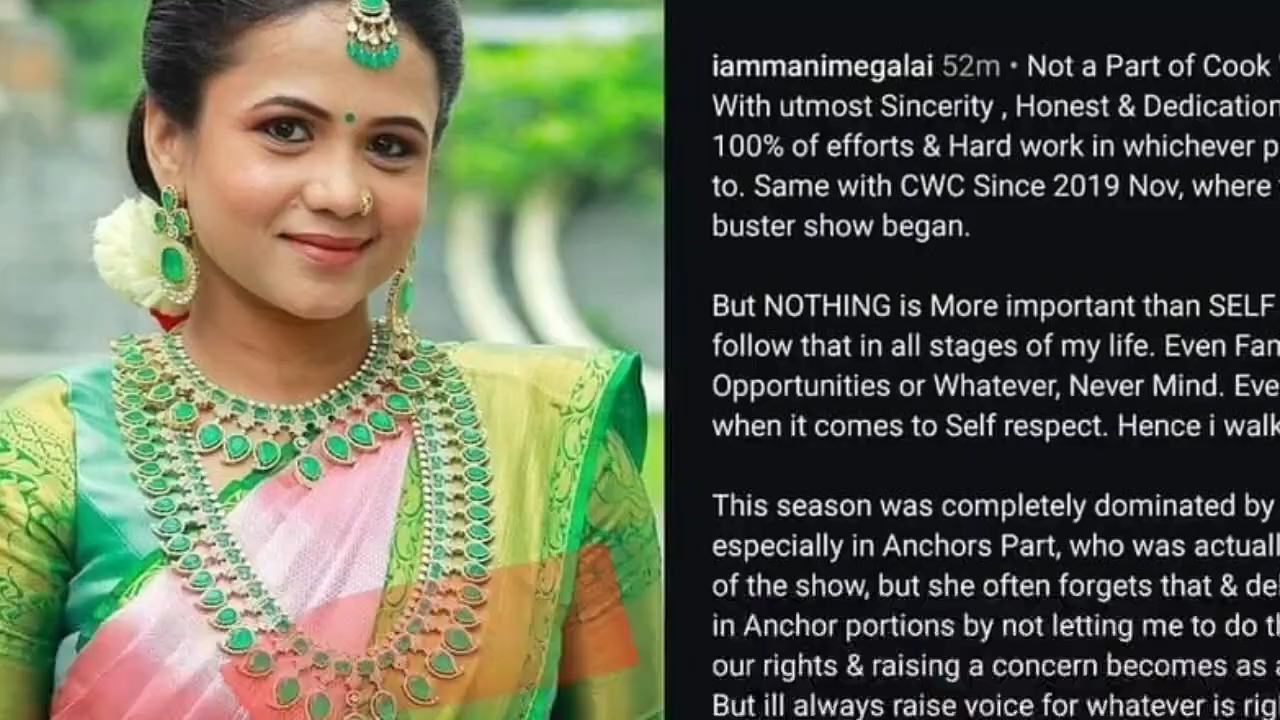 iammanimegalai 52m • Not a Part of Cook
With utmost Sincerity , Honest & Dedication
100% of efforts & Hard work in whichever
to. Same with CWC Since 2019 Nov, where
buster show began.
But NOTHING is More important than SELF
follow that in all stages of my life. Even
Opportunities or Whatever, Never Mind.
when it comes to Self respect. Hence i
This season was completely dominated by
especially in Anchors Part, who was
of the show, but she often forgets that &
in Anchor portions by not letting me to do
our rights & raising a concern becomes as
But ill always raise voice for whatever is